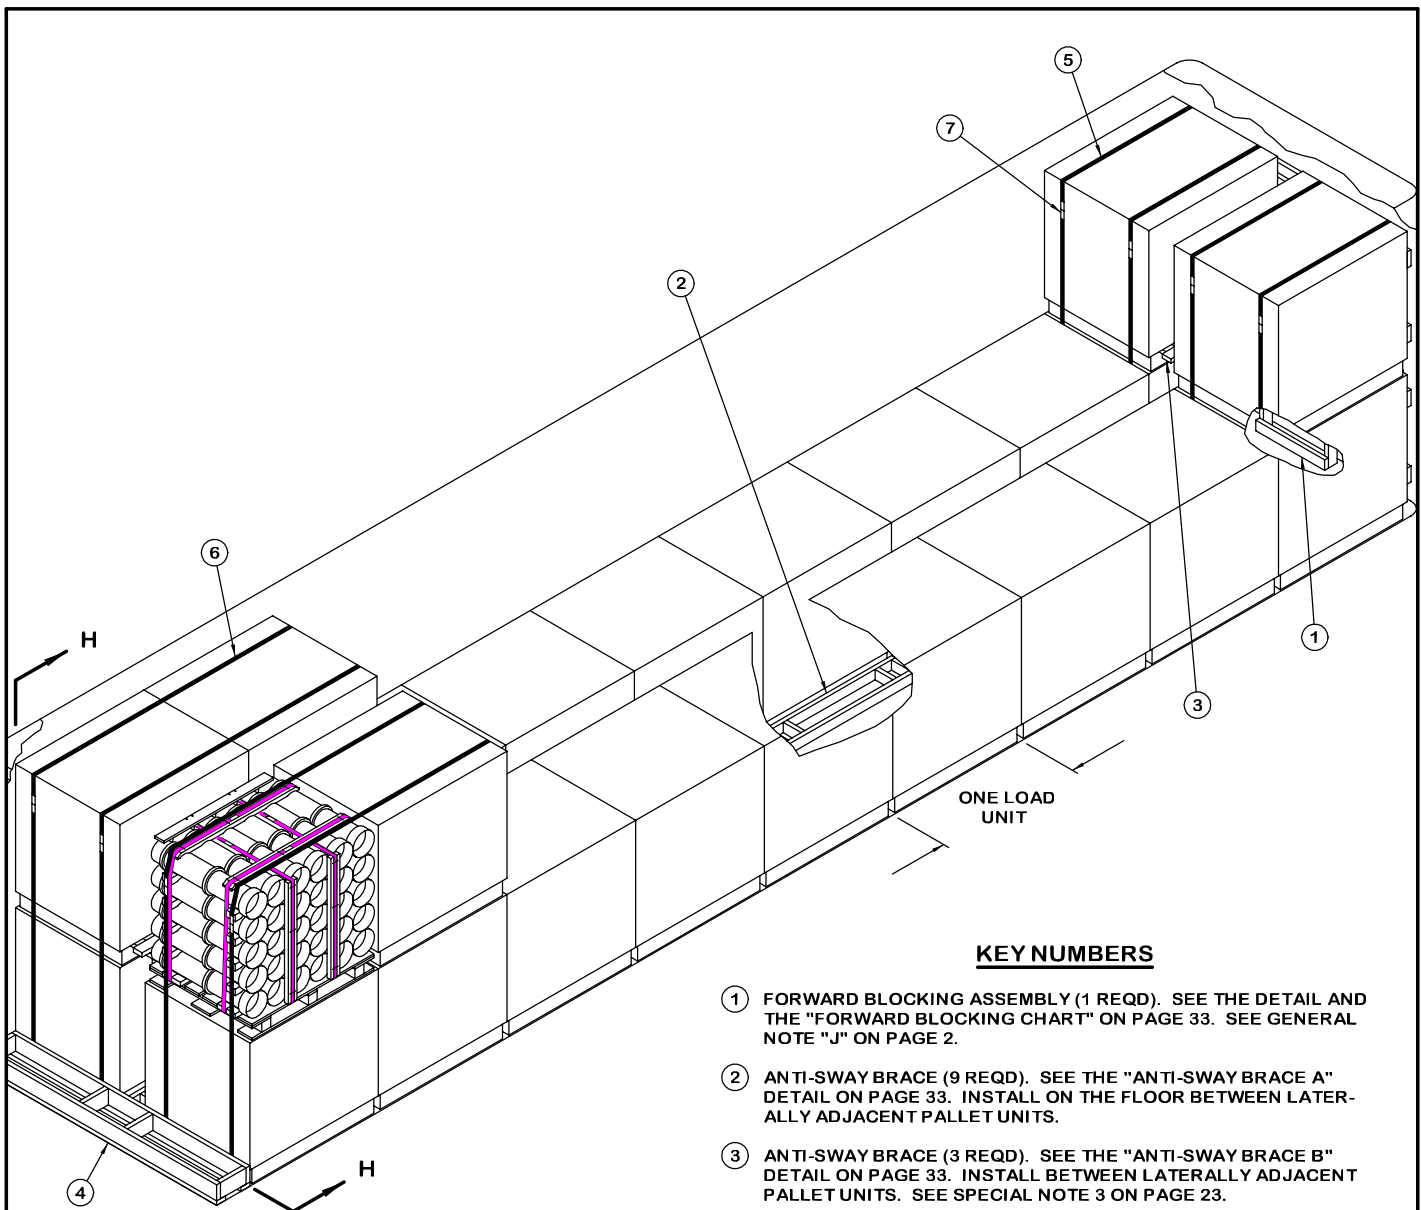 5
7
2
6
H
1
3
ONE LOAD
UNIT
H
4
KEY NUMBERS
1 FORWARD BLOCKING ASSEMBLY (1 REQD). SEE THE DETAIL AND
THE "FORWARD BLOCKING CHART" ON PAGE 33. SEE GENERAL
NOTE "J" ON PAGE 2.
2 ANTI-SWAY BRACE (9 REQD). SEE THE "ANTI-SWAY BRACE A"
DETAIL ON PAGE 33. INSTALL ON THE FLOOR BETWEEN LATER-
ALLY ADJACENT PALLET UNITS.
3 ANTI-SWAY BRACE (3 REQD). SEE THE "ANTI-SWAY BRACE B"
DETAIL ON PAGE 33. INSTALL BETWEEN LATERALLY ADJACENT
PALLET UNITS. SEE SPECIAL NOTE 3 ON PAGE 23.